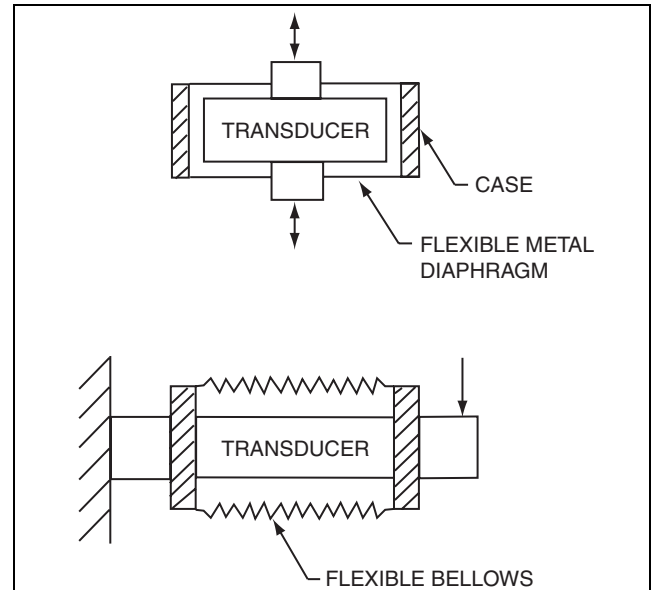 TRANSDUCER
CASE
FLEXIBLE METAL
DIAPHRAGM
TRANSDUCER
FLEXIBLE BELLOWS